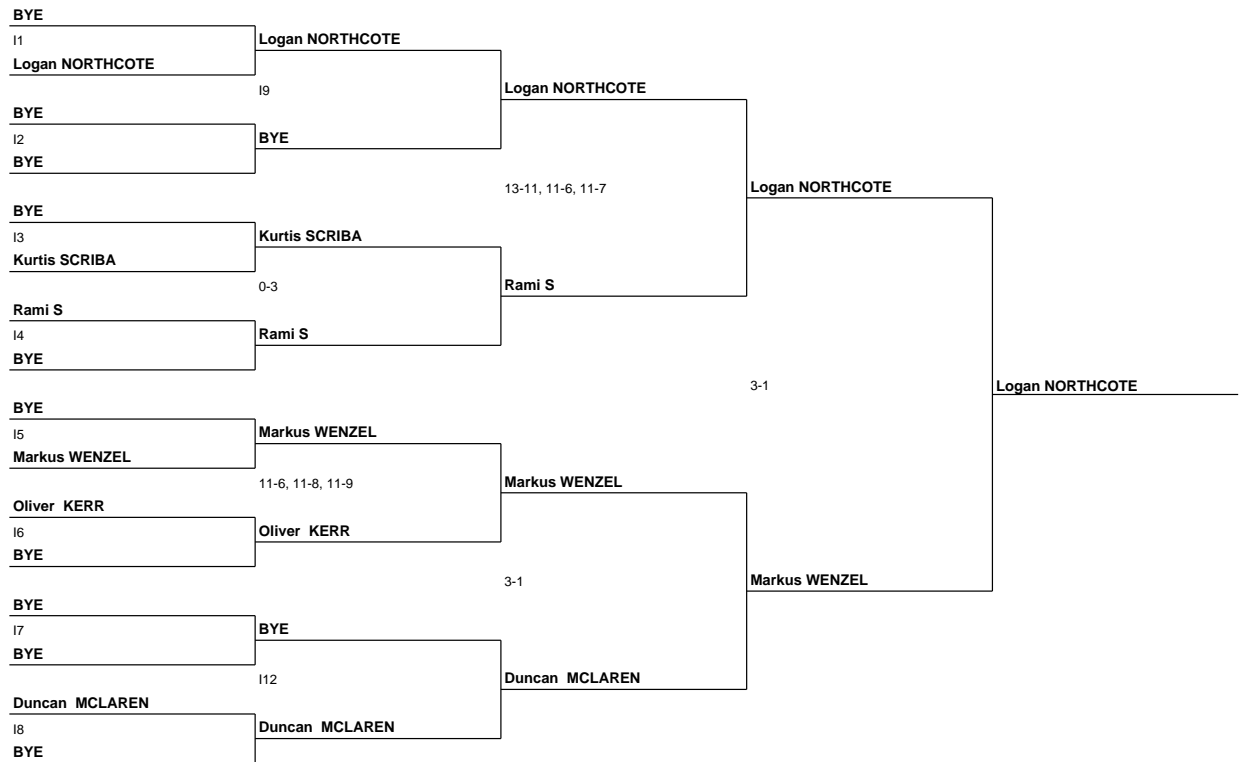 BYE
I1
Logan NORTHCOTE
Logan NORTHCOTE
I9
BYE
I2
BYE
BYE
Logan NORTHCOTE
13-11, 11-6, 11-7
BYE
I3
Kurtis SCRIBA
Kurtis SCRIBA
0-3
Rami S
I4
BYE
Rami S
Rami S
Logan NORTHCOTE
3-1
Logan NORTHCOTE
BYE
I5
Markus WENZEL
Markus WENZEL
11-6, 11-8, 11-9
Oliver KERR
I6
BYE
Oliver KERR
Markus WENZEL
3-1
BYE
I7
BYE
BYE
I12
Duncan MCLAREN
I8
BYE
Duncan MCLAREN
Duncan MCLAREN
Markus WENZEL